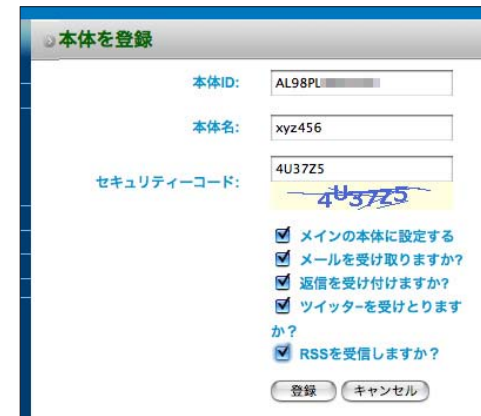 本体を登録
本体ID: AL98PL
本体名: xyz456
セキュリティーコード: 4U37Z5
4U37Z5
メインの本体に設定する
メールを受け取りますか?
返信を受け付けますか?
ツイッターを受けとります
か?
RSSを受信しますか?
登録 キャンセル